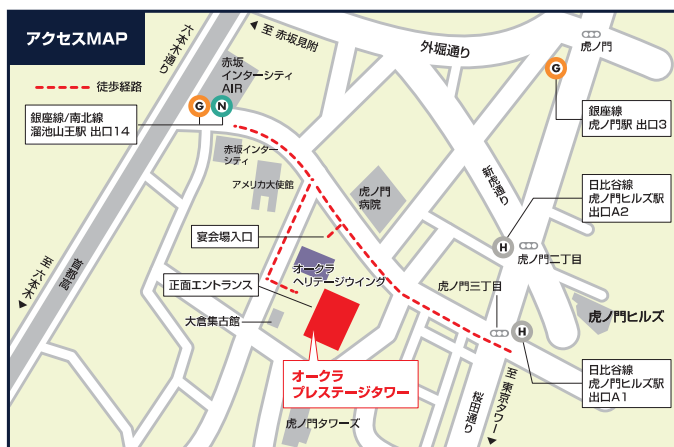 アクセスMAP
至 赤坂見附
外堀通り
虎ノ門
六本木通り
徒歩経路
赤坂
インターシティ
AIR
G
N
G
銀座線/南北線
溜池山王駅 出口14
銀座線
虎ノ門駅 出口3
赤坂インター
シティ
アメリカ大使館
虎ノ門
病院
新虎通り
日比谷線
虎ノ門ヒルズ駅
出口A2
宴会場入口
H
虎ノ門二丁目
オークラ
ヘリテージウイング
至 六本木
首都高
正面エントランス
虎ノ門三丁目
大倉集古館
虎ノ門ヒルズ
H
オークラ
プレステージタワー
日比谷線
虎ノ門ヒルズ駅
出口A1
至 東京タワー
桜田通り
虎ノ門タワーズ